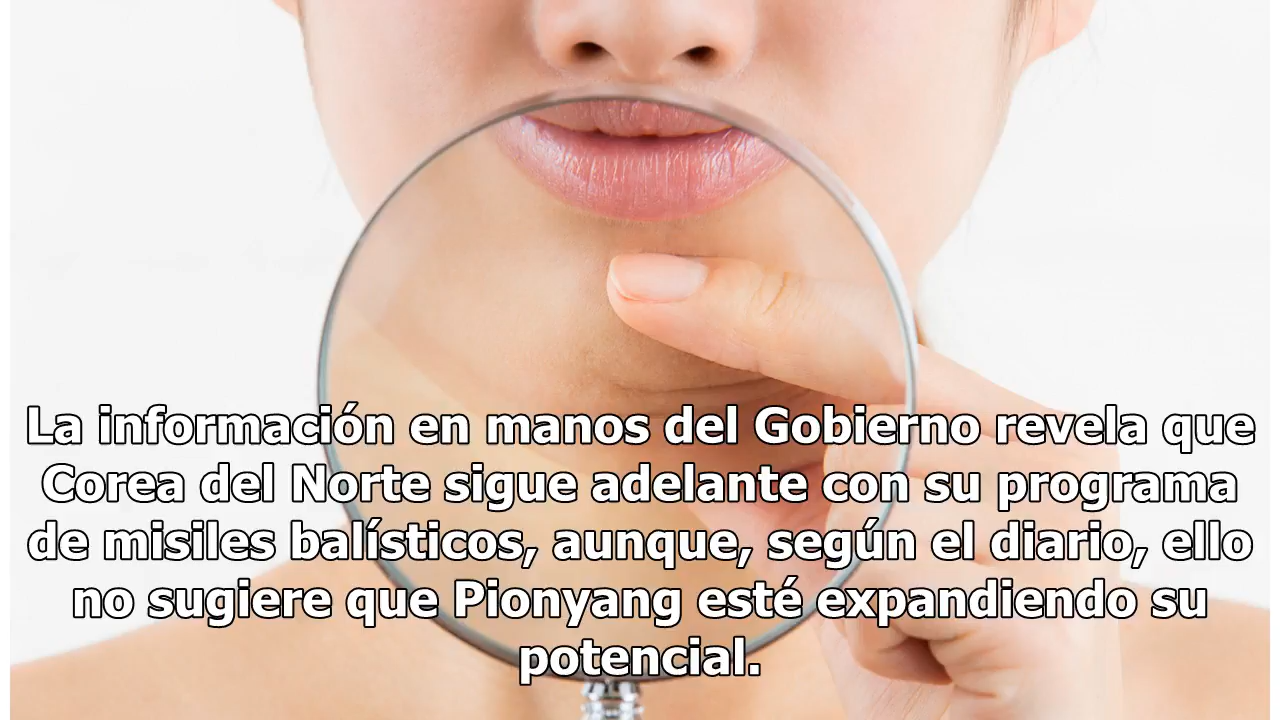 La información en manos del Gobierno revela que
Corea del Norte sigue adelante con su programa
de misiles balísticos, aunque, según el diario, ello
no sugiere que Pionyang esté expandiendo su
potencial.